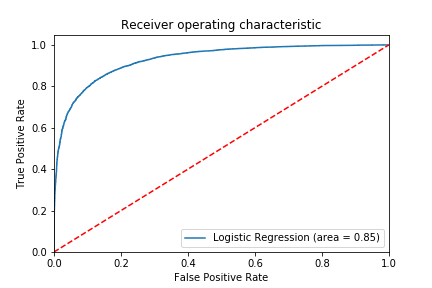 Receiver operating characteristic
True Positive Rate
1.0
0.8
0.6
0.4
0.2
0.0
Logistic Regression (area = 0.85)
0.0 0.2 0.4 0.6 0.8 1.0
False Positive Rate